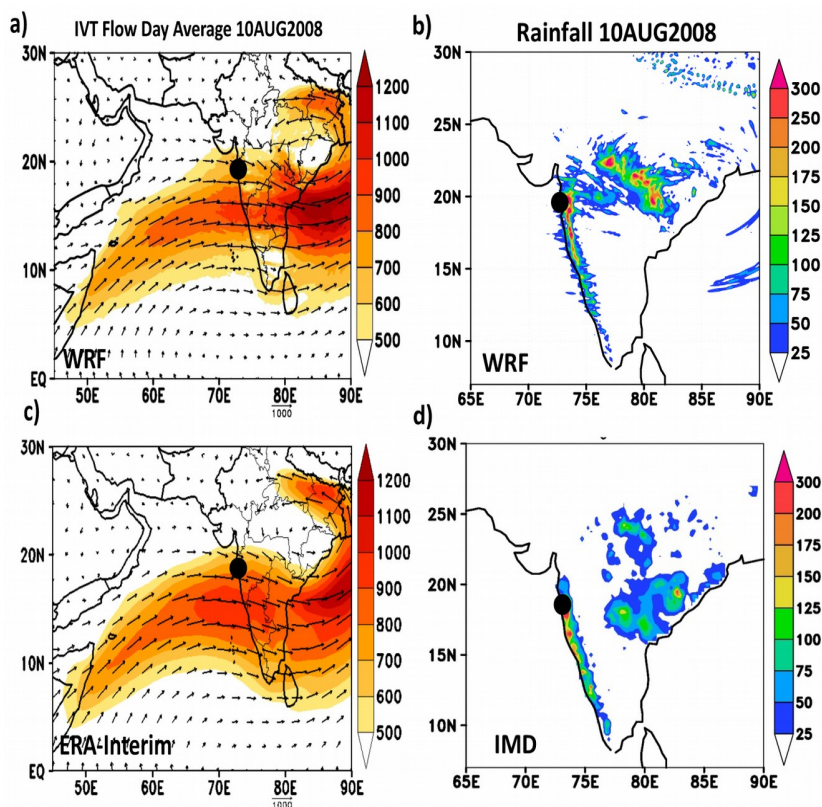 a)
IVT Flow Day Average 10AUG2008
30N
20N
10N
EQ
50E 60E 70E 80E 90E
WRF
1000
1200
1100
1000
900
800
700
600
500
b)
Rainfall 10AUG2008
30N
25N
20N
15N
10N
65E 70E 75E 80E 85E 90E
WRF
300
250
200
150
125
100
75
50
25
c)
30N
20N
10N
EQ
50E 60E 70E 80E 90E
ERA-Interim
1000
1200
1100
1000
900
800
700
600
500
d)
30N
25N
20N
15N
10N
65E 70E 75E 80E 85E 90E
IMD
300
200
175
150
125
100
75
50
25